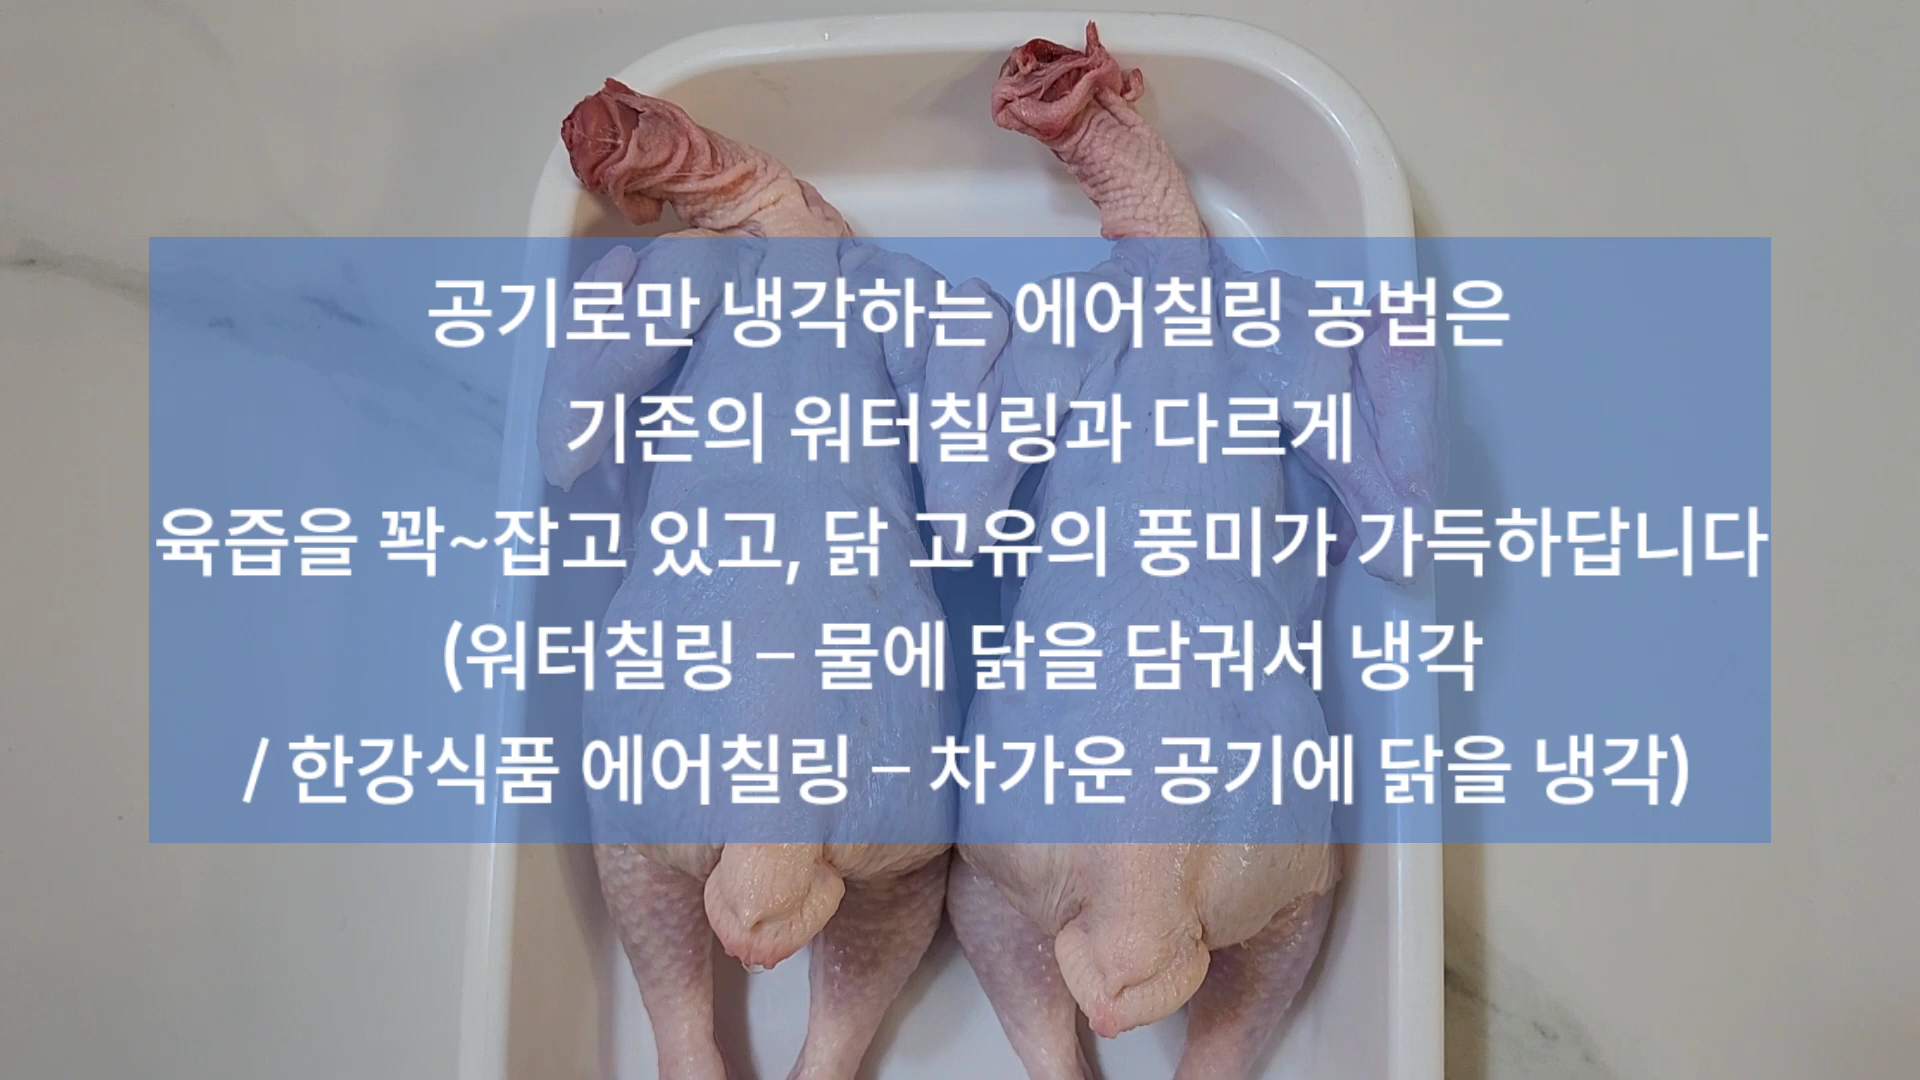 공기로만 냉각하는 에어칠링 공법은
기존의 워터칠링과 다르게
육즙을 꽉~잡고 있고, 닭 고유의 풍미가 가득하답니다
(워터칠링 – 물에 닭을 담궈서 냉각
/ 한강식품 에어칠링 – 차가운 공기에 닭을 냉각)